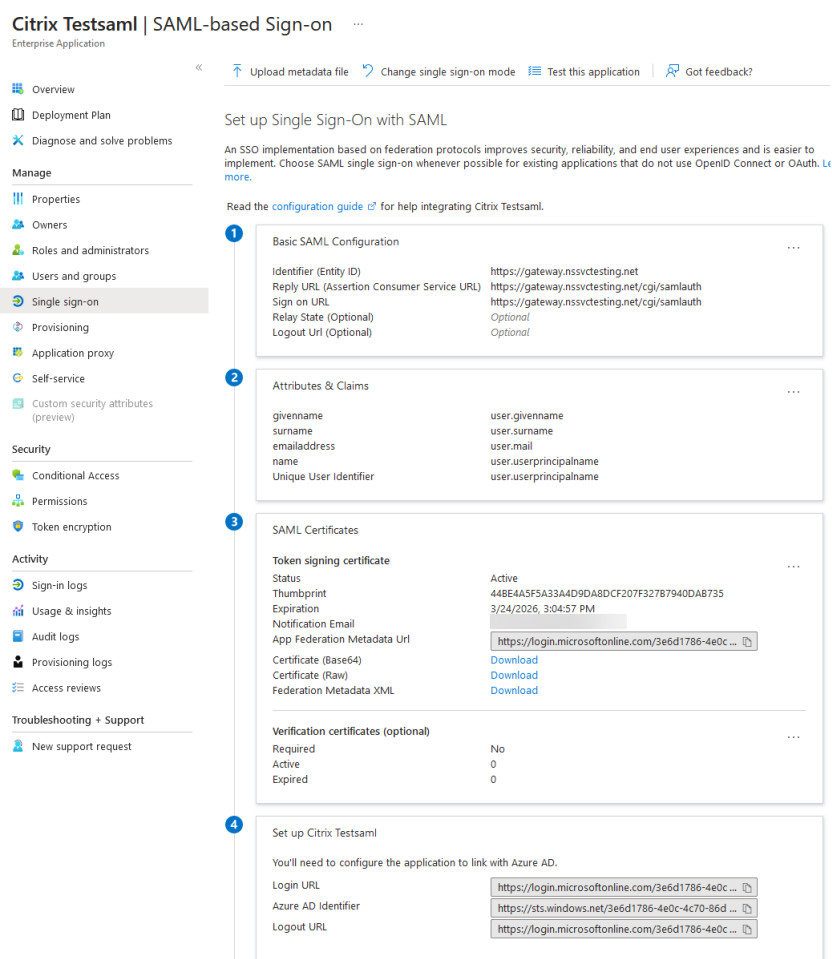 Citrix Testsaml | SAML-based Sign-on ...
Enterprise Application
«
Overview
Deployment Plan
Diagnose and solve problems
Manage
Properties
Owners
Roles and administrators
Users and groups
Single sign-on
Provisioning
Application proxy
Self-service
Custom security attributes
(preview)
Security
Conditional Access
Permissions
Token encryption
Activity
Sign-in logs
Usage & insights
Audit logs
Provisioning logs
Access reviews
Troubleshooting + Support
New support request
Upload metadata file Change single sign-on mode Test this application Got feedback?
Set up Single Sign-On with SAML
An SSO implementation based on federation protocols improves security, reliability, and end user experiences and is easier to
implement. Choose SAML single sign-on whenever possible for existing applications that do not use OpenID Connect or OAuth. Le
more.
Read the configuration guide for help integrating Citrix Testsaml.
1
Basic SAML Configuration ...
Identifier (Entity ID) https://gateway.nssvctesting.net
Reply URL (Assertion Consumer Service URL) https://gateway.nssvctesting.net/cgi/samlauth
Sign on URL https://gateway.nssvctesting.net/cgi/samlauth
Relay State (Optional) Optional
Logout Url (Optional) Optional
2
Attributes & Claims ...
givenname user.givenname
surname user.surname
emailaddress user.mail
name user.userprincipalname
Unique User Identifier user.userprincipalname
3
SAML Certificates
Token signing certificate ...
Status Active
Thumbprint 44BE4A5F5A33A4D9DA8DCF207F327B7940DAB735
Expiration 3/24/2026, 3:04:57 PM
Notification Email
App Federation Metadata Url https://login.microsoftonline.com/3e6d1786-4e0c ...
Certificate (Base64) Download
Certificate (Raw) Download
Federation Metadata XML Download
Verification certificates (optional) ...
Required No
Active 0
Expired 0
4
Set up Citrix Testsaml
You'll need to configure the application to link with Azure AD.
Login URL https://login.microsoftonline.com/3e6d1786-4e0c ...
Azure AD Identifier https://sts.windows.net/3e6d1786-4e0c-4c70-86d ...
Logout URL https://login.microsoftonline.com/3e6d1786-4e0c ...